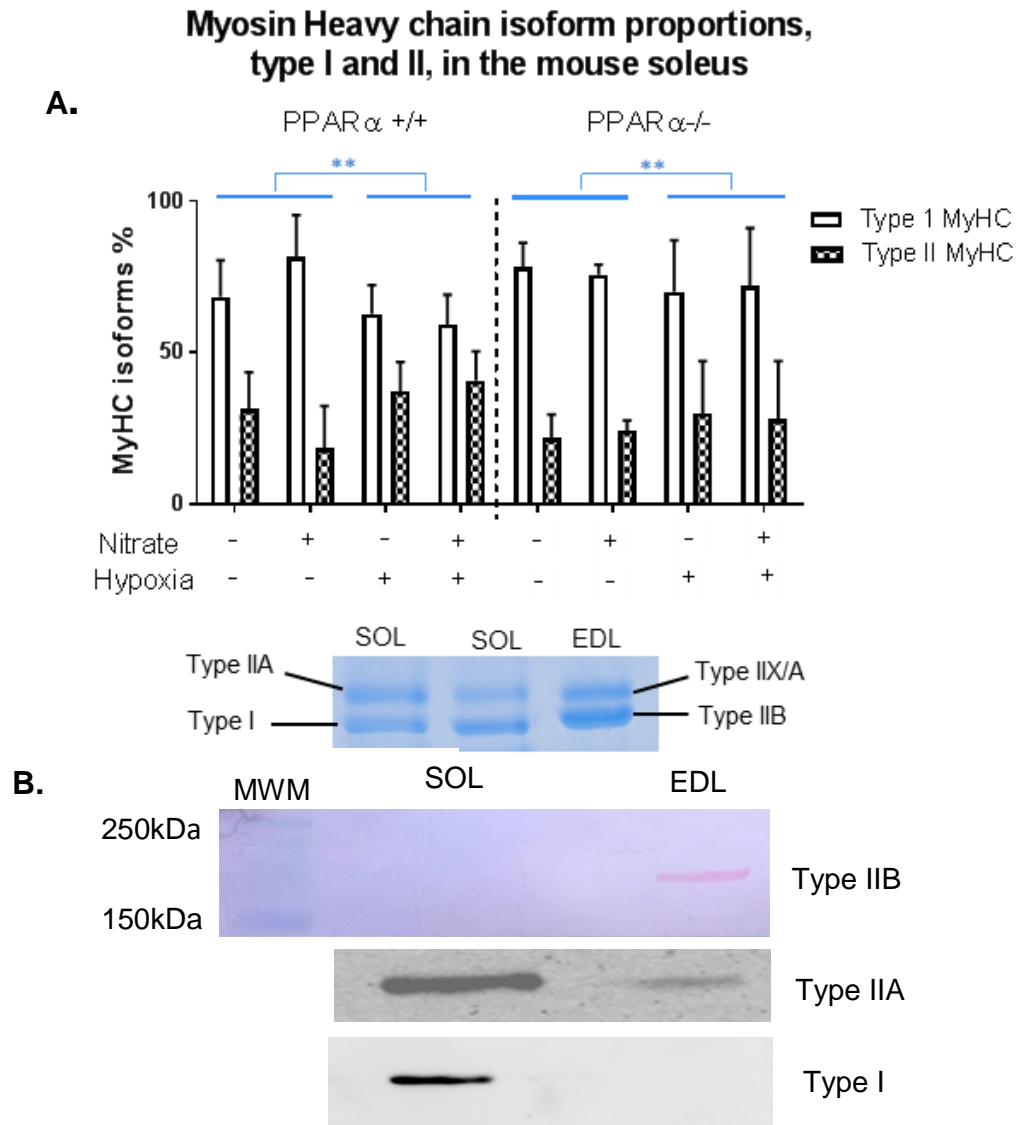 Myosin Heavy chain isoform proportions,
type I and II, in the mouse soleus
A.
PPARα +/+
PPARα-/-
**
**
100
50
0
MyHC isoforms %
Type 1 MyHC
Type II MyHC
Nitrate - + - + - + - +
Hypoxia - - + + - - + +
SOL SOL EDL
Type IIA
Type IIX/A
Type I
Type IIB
B.
MWM
SOL
EDL
250kDa
150kDa
Type IIB
Type IIA
Type I